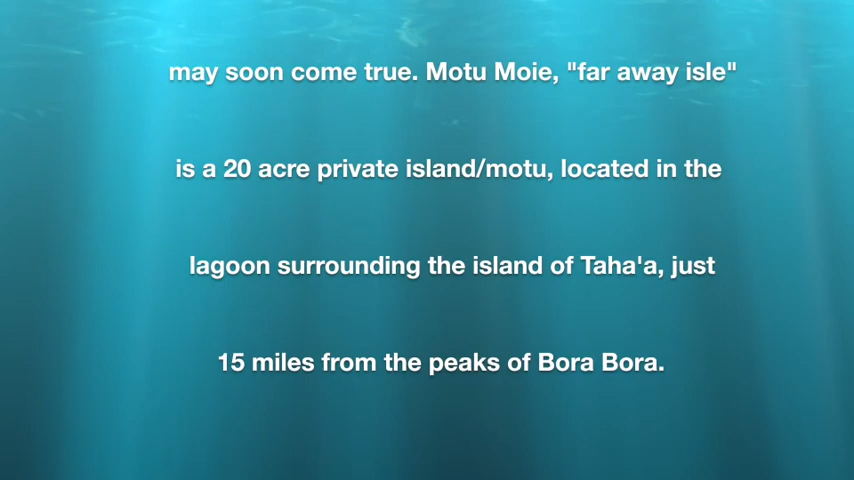 may soon come true. Motu Moie, "far away isle"
is a 20 acre private island/motu, located in the
lagoon surrounding the island of Taha'a, just
15 miles from the peaks of Bora Bora.